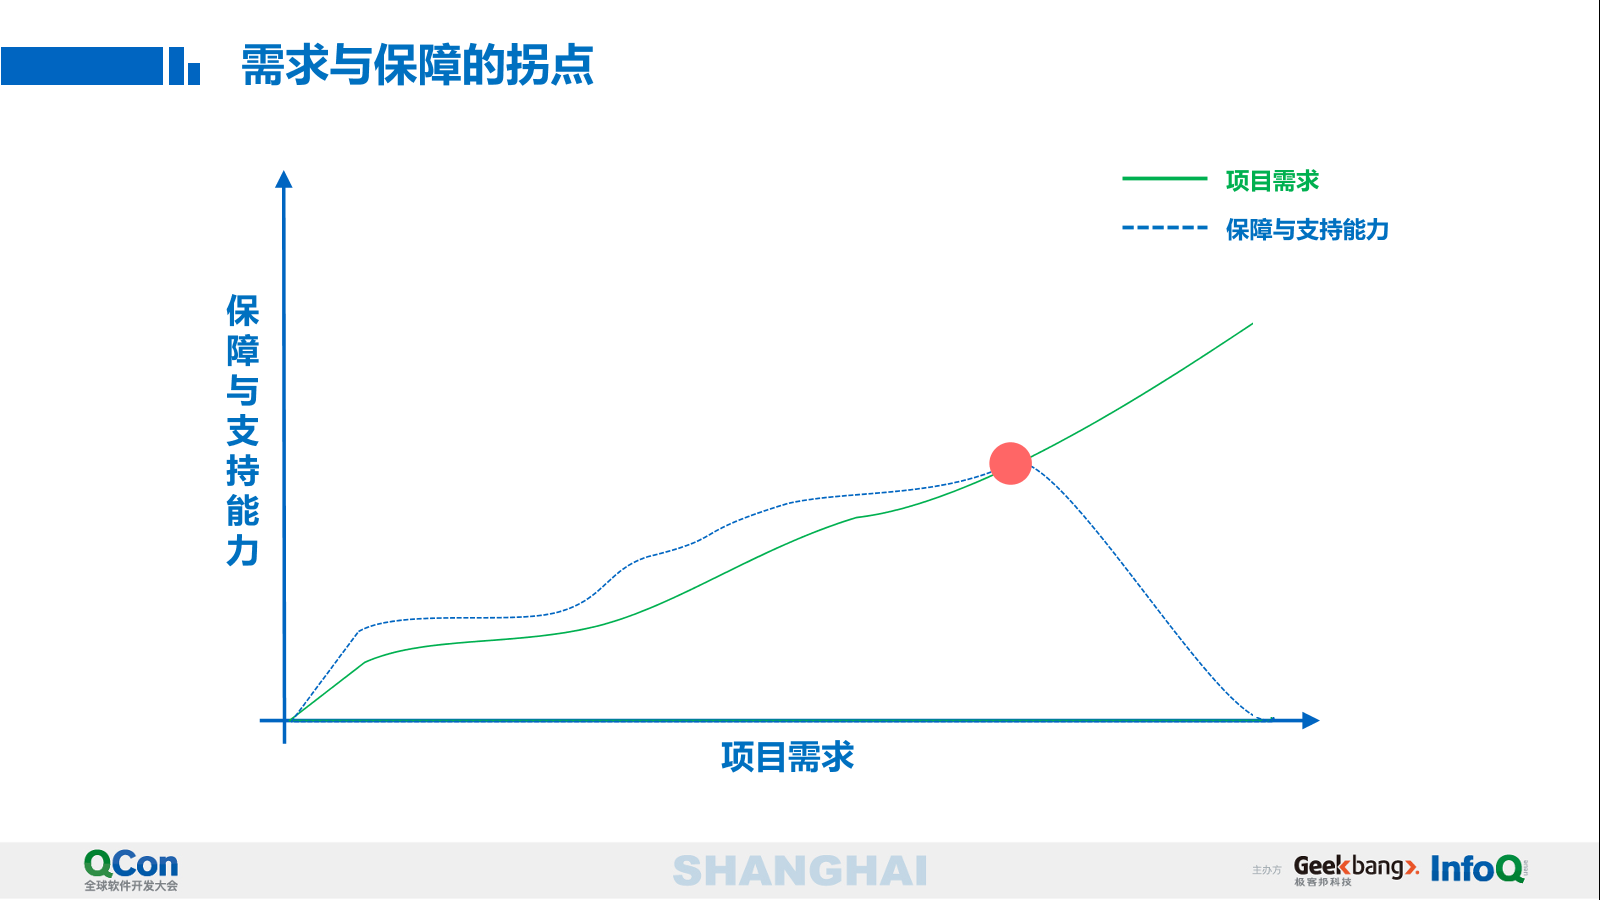 需求与保障的拐点
项目需求
保障与支持能力
保障与支持能力
项目需求
QCon
全球软件开发大会
SHANGHAI
主办方
Geekbang>.
极客邦科技
InfoQ